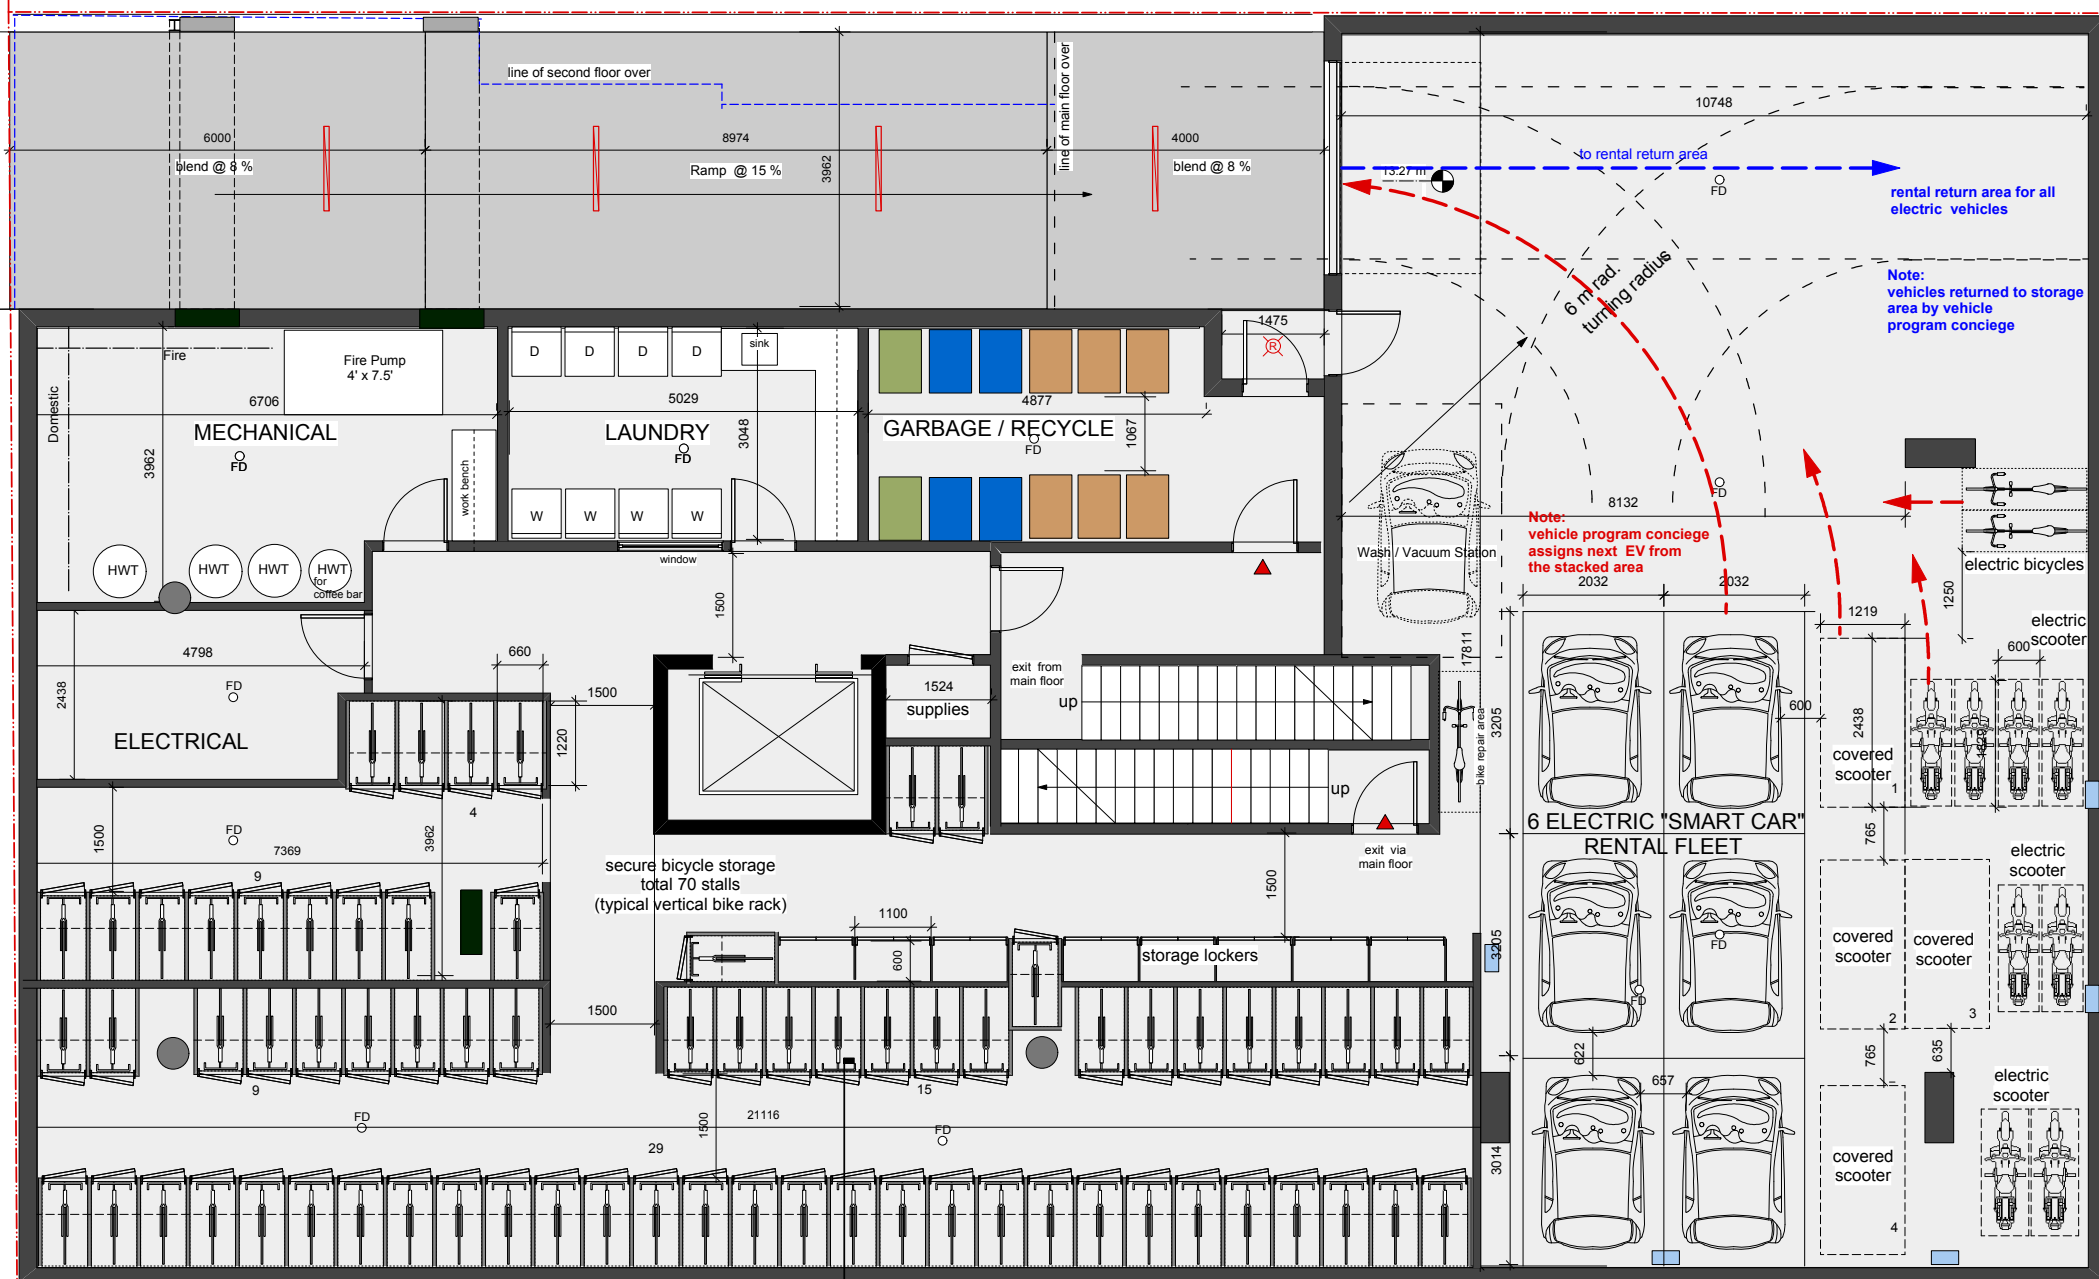 line of second floor over
line of main floor over
6000
8974
4000
10748
blend @ 8 %
Ramp @ 15 %
3962
blend @ 8 %
to rental return area
13.27 m
FD
rental return area for all
electric vehicles
6 m rad.
turning radius
Note:
vehicles returned to storage
area by vehicle
program conciege
Fire
Domestic
Fire Pump
4' x 7.5'
6706
MECHANICAL
FD
3962
work bench
HWT
HWT
HWT
HWT
for
coffee bar
D
D
D
D
sink
5029
LAUNDRY
FD
3048
W
W
W
W
window
4877
GARBAGE / RECYCLE
FD
1067
1475
R
Wash / Vacuum Station
8132
FD
Note:
vehicle program conciege
assigns next EV from
the stacked area
2032
2032
electric bicycles
1250
1219
electric
scooter
600
1500
4798
2438
FD
ELECTRICAL
660
1500
1220
4
1524
supplies
exit from
main floor
up
up
17811
bike repair area
3205
exit via
main floor
600
2438
covered
scooter
1
1829
6 ELECTRIC "SMART CAR"
RENTAL FLEET
765
electric
scooter
1500
FD
7369
9
3962
secure bicycle storage
total 70 stalls
(typical vertical bike rack)
1500
1100
600
storage lockers
3205
FD
FD
covered
scooter
2
covered
scooter
3
1500
9
15
622
657
765
635
electric
scooter
FD
21116
1500
FD
29
3014
covered
scooter
4